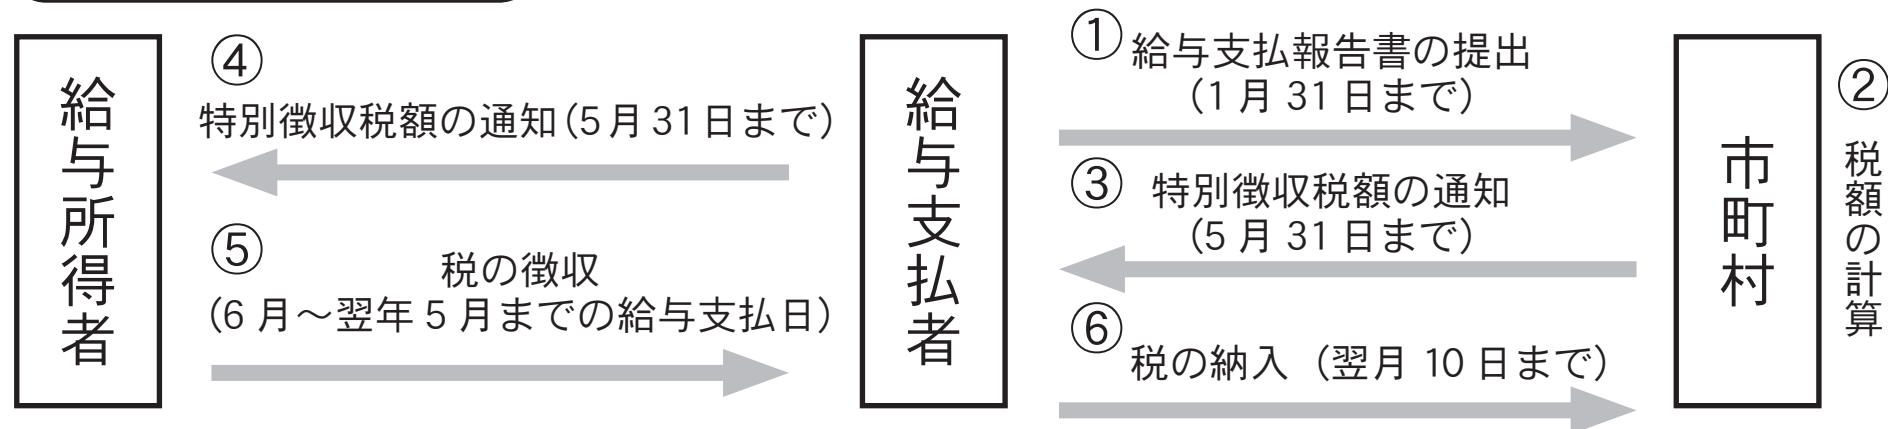 給与所得者
④
特別徴収税額の通知（5月31日まで）
⑤
税の徴収
（6月～翌年5月までの給与支払日）
給与支払者
①
給与支払報告書の提出
（1月31日まで）
③
特別徴収税額の通知
（5月31日まで）
⑥
税の納入（翌月10日まで）
市町村
②
税額の計算